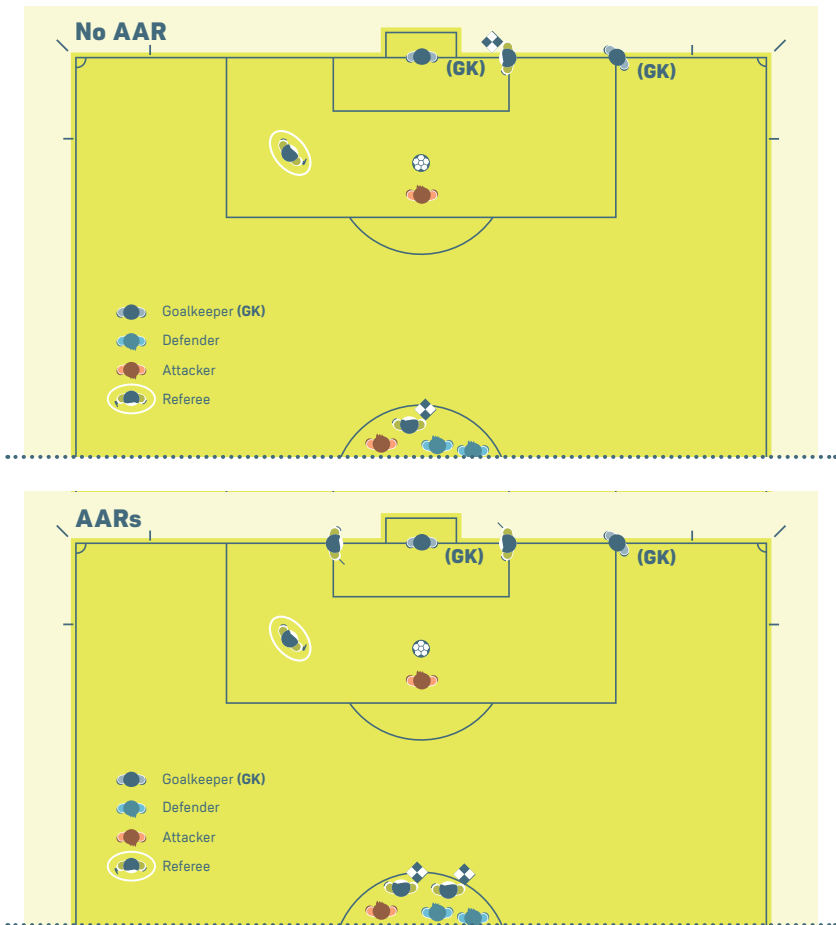 No AAR
(GK)
(GK)
Goalkeeper (GK)
Defender
Attacker
Referee
AARs
(GK)
(GK)
Goalkeeper (GK)
Defender
Attacker
Referee